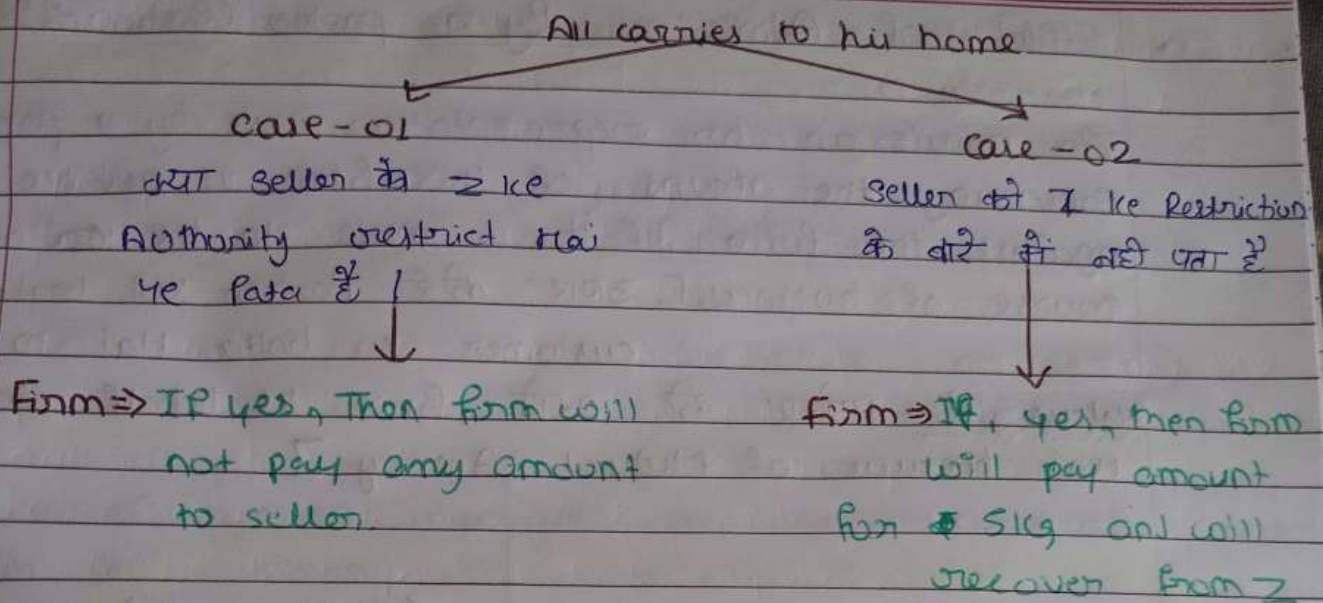 All carries to his home
Case-01
क्या seller को Z ke
Authority restrict hai
ye Pata है।
Firm => If yes, Then firm will
not pay any amount
to seller.
Case-02
Seller को Z ke Restriction
के बारे में नही पता है
Firm => If, yes, then firm
will pay amount
for 5kg and will
recover from Z